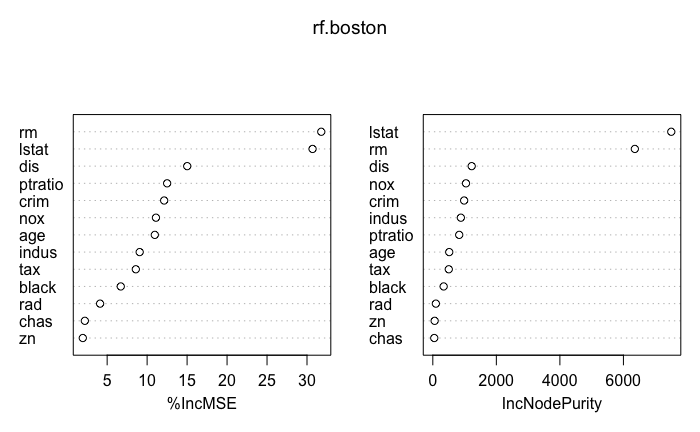 rf.boston
rm
lstat
dis
ptratio
crim
nox
age
indus
tax
black
rad
chas
zn
5 10 15 20 25 30
%IncMSE
lstat
rm
dis
nox
crim
indus
ptratio
age
tax
black
rad
zn
chas
0 2000 4000 6000
IncNodePurity